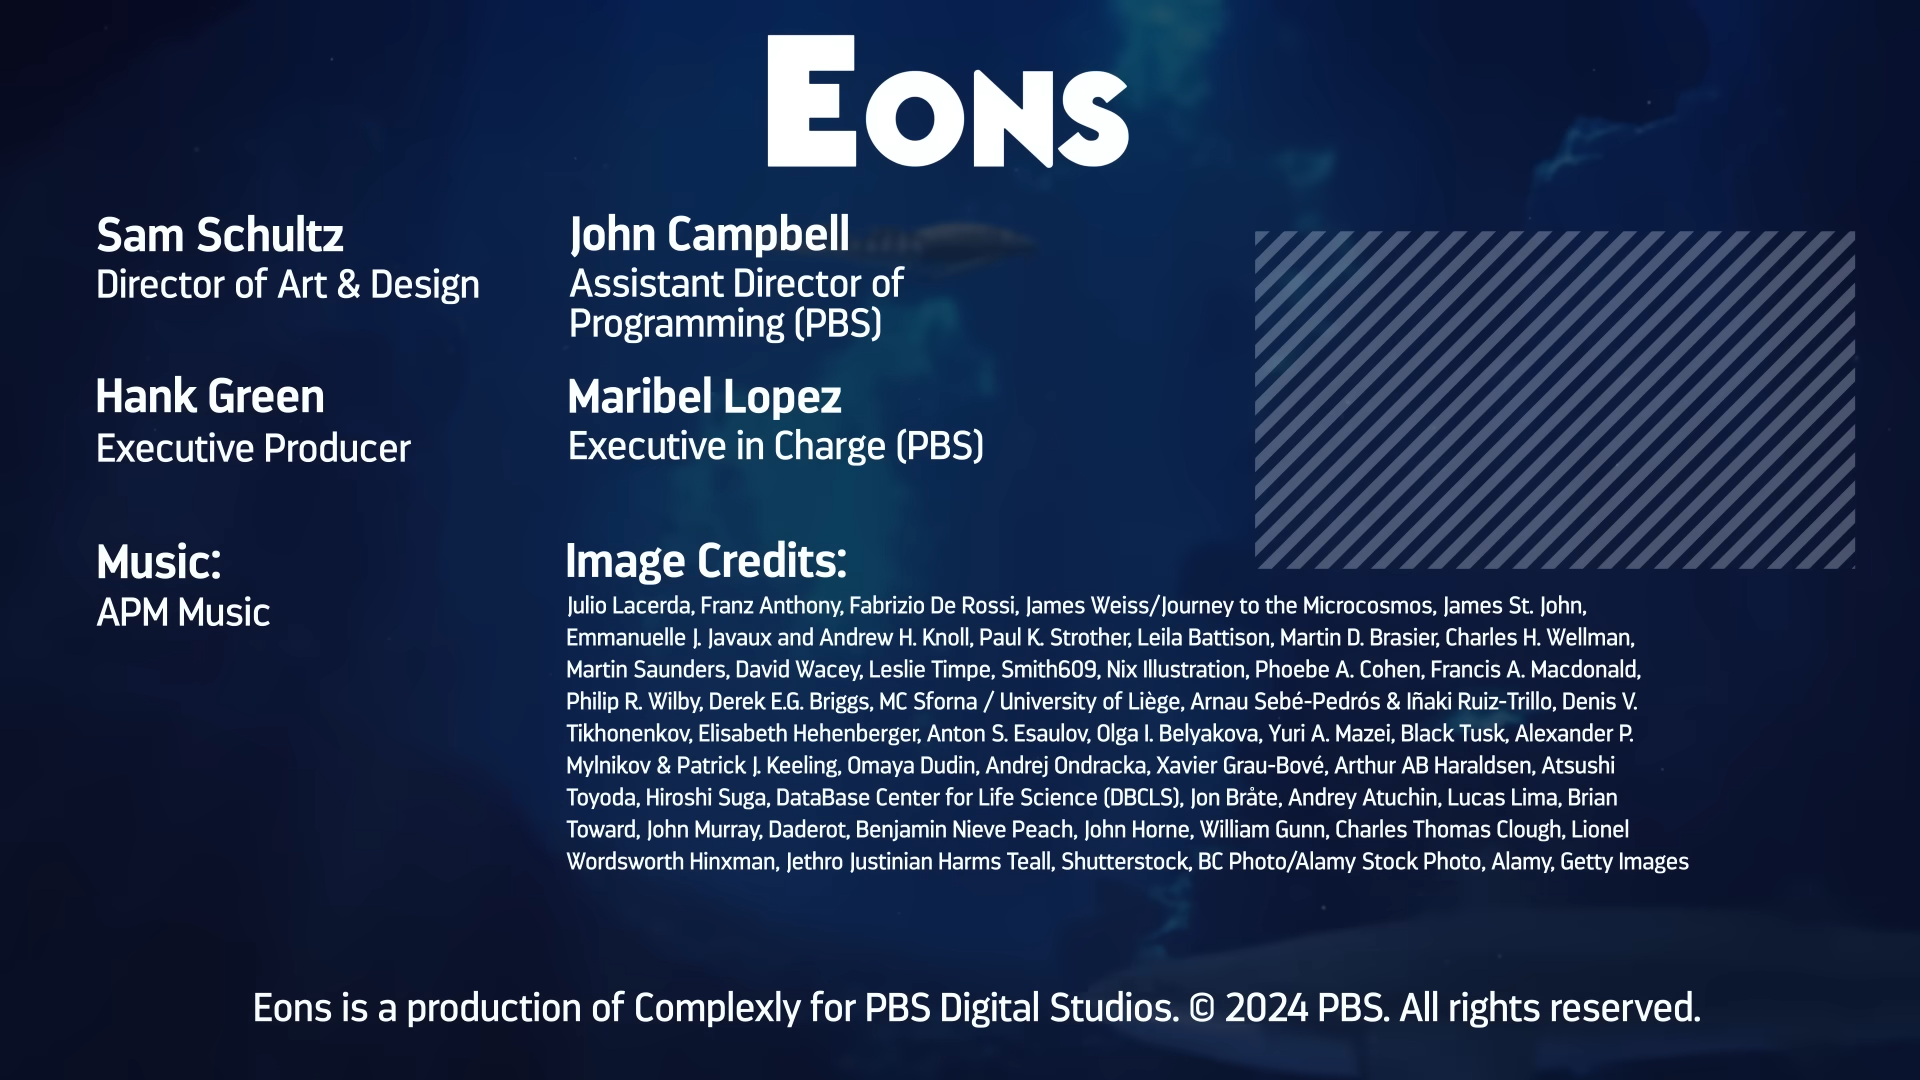 EONS
Sam Schultz
Director of Art & Design
John Campbell
Assistant Director of
Programming (PBS)
Hank Green
Executive Producer
Maribel Lopez
Executive in Charge (PBS)
Music:
APM Music
Image Credits:
Julio Lacerda, Franz Anthony, Fabrizio De Rossi, James Weiss/Journey to the Microcosmos, James St. John,
Emmanuelle J. Javaux and Andrew H. Knoll, Paul K. Strother, Leila Battison, Martin D. Brasier, Charles H. Wellman,
Martin Saunders, David Wacey, Leslie Timpe, Smith609, Nix Illustration, Phoebe A. Cohen, Francis A. Macdonald,
Philip R. Wilby, Derek E.G. Briggs, MC Sforna / University of Liège, Arnau Sebé-Pedrós & Iñaki Ruiz-Trillo, Denis V.
Tikhonenkov, Elisabeth Hehenberger, Anton S. Esaulov, Olga I. Belyakova, Yuri A. Mazei, Black Tusk, Alexander P.
Mylnikov & Patrick J. Keeling, Omaya Dudin, Andrej Ondracka, Xavier Grau-Bové, Arthur AB Haraldsen, Atsushi
Toyoda, Hiroshi Suga, DataBase Center for Life Science (DBCLS), Jon Bråte, Andrey Atuchin, Lucas Lima, Brian
Toward, John Murray, Daderot, Benjamin Nieve Peach, John Horne, William Gunn, Charles Thomas Clough, Lionel
Wordsworth Hinxman, Jethro Justinian Harms Teall, Shutterstock, BC Photo/Alamy Stock Photo, Alamy, Getty Images
Eons is a production of Complexly for PBS Digital Studios. © 2024 PBS. All rights reserved.